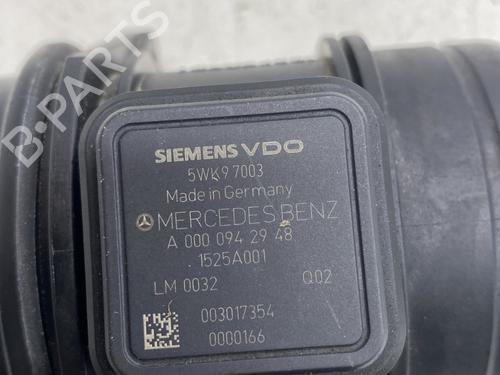 B-PARTS
SIEMENS VDO
5WK9 7003
Made in Germany
MERCEDES BENZ
A 000 094 29 48
1525A001
LM 0032 Q02
003017354
0000166